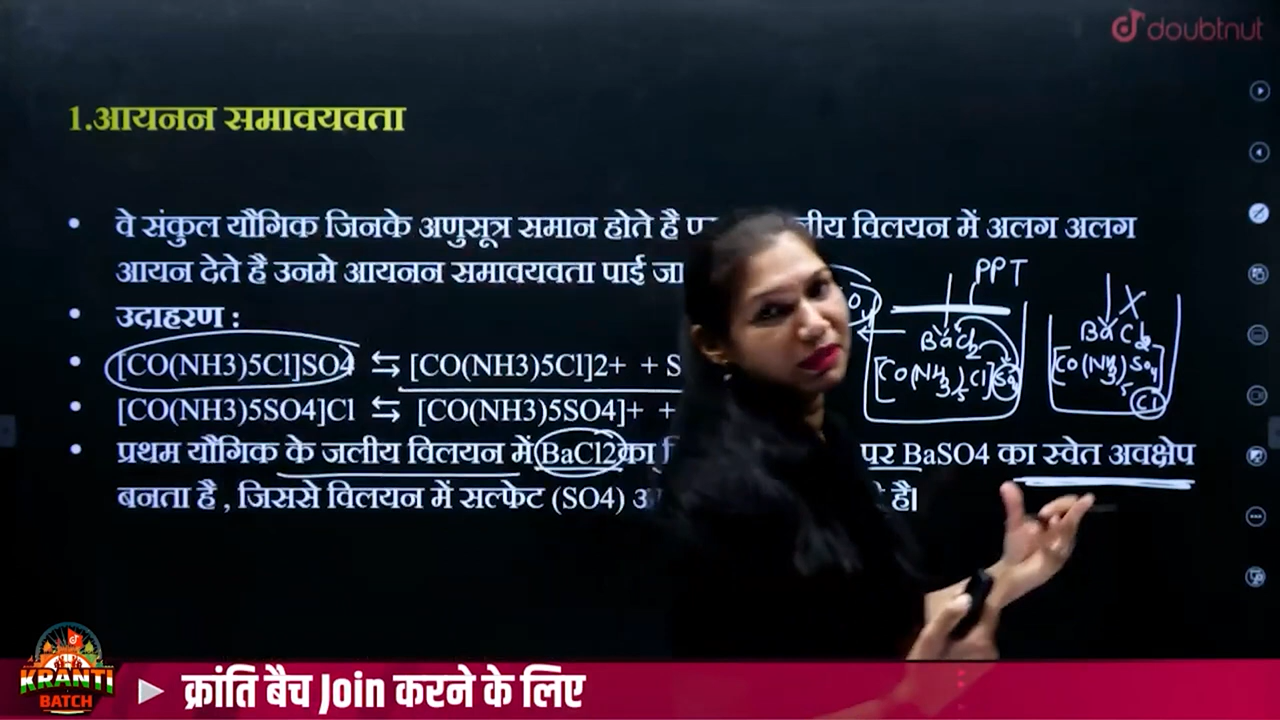 doubtnut
1.आयनन समावयवता
वे संकुल यौगिक जिनके अणुसूत्र समान होते है विलयन में अलग अलग
आयन देते है उनमे आयनन समावयवता पाई
उदाहरण :
[CO(NH3)5Cl]SO4 ⇆ [CO(NH3)5Cl]2+ + S
[CO(NH3)5SO4]Cl ⇆ [CO(NH3)5SO4]+ +
प्रथम यौगिक के जलीय विलयन में BaCl2 का पर BaSO4 का स्वेत अवक्षेप
बनता है , जिससे विलयन में सल्फेट (SO4) है।
PPT
BaCl2
[CO(NH3)5Cl]SO4
X
BaCl2
[CO(NH3)5SO4]
Cl
KRANTI
BATCH
क्रांति बैच Join करने के लिए